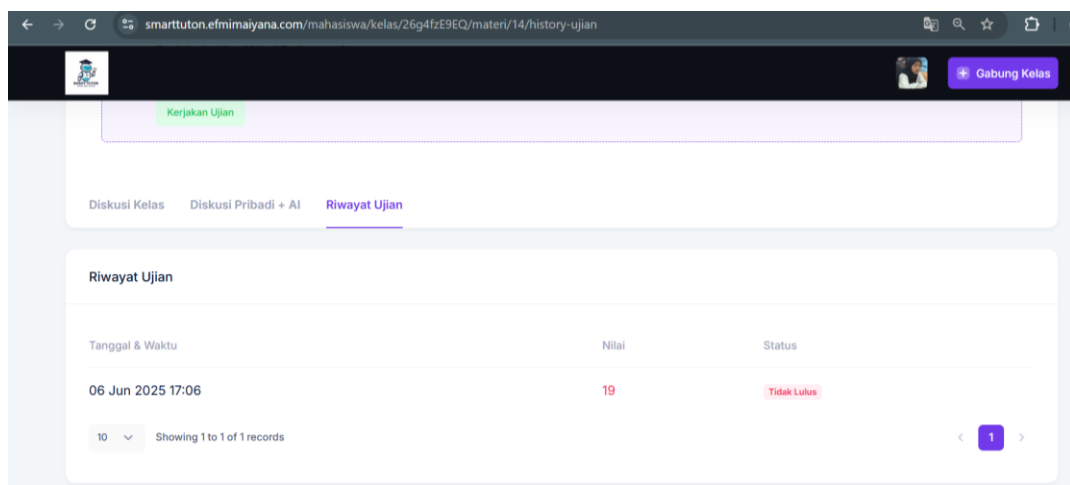 smarttuton.efmimaiyana.com/mahasiswa/kelas/26g4fzE9EQ/materi/14/history-ujian
Gabung Kelas
Kerjakan Ujian
Diskusi Kelas Diskusi Pribadi + AI Riwayat Ujian
Riwayat Ujian
Tanggal & Waktu Nilai Status
06 Jun 2025 17:06 19 Tidak Lulus
10 Showing 1 to 1 of 1 records 1